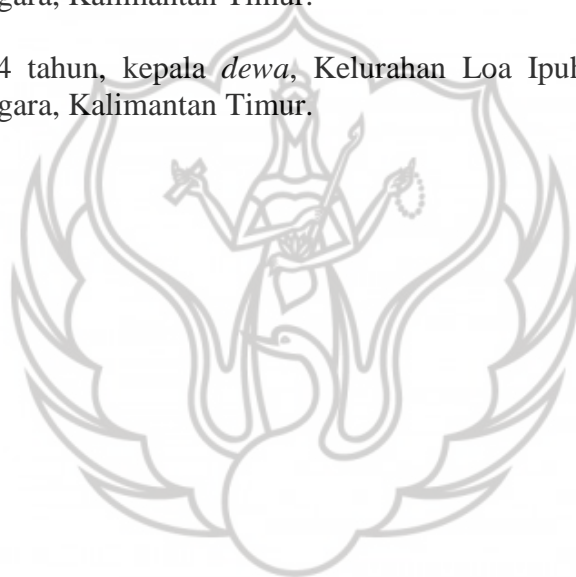 gara, Kalimantan Timur.
4 tahun, kepala dewa, Kelurahan Loa Ipuh
gara, Kalimantan Timur.